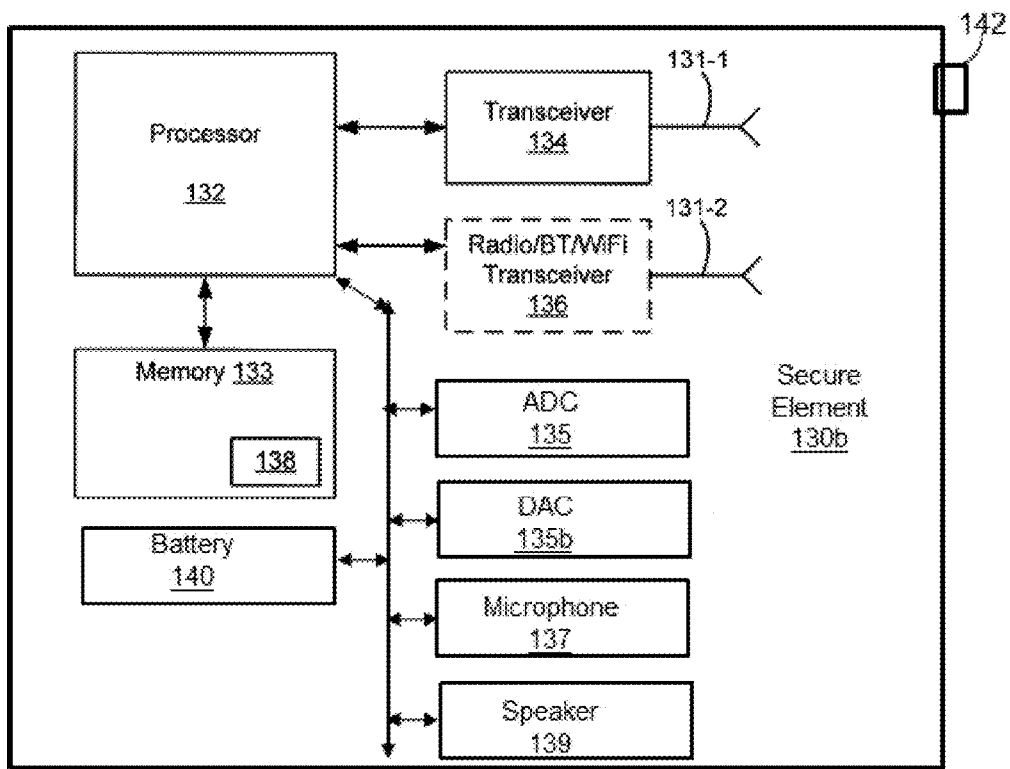 142
131-1
Processor
132
Transceiver
134
131-2
Radio/BT/WiFi
Transceiver
136
Memory 133
138
Secure
Element
130b
ADC
135
DAC
135b
Battery
140
Microphone
137
Speaker
139